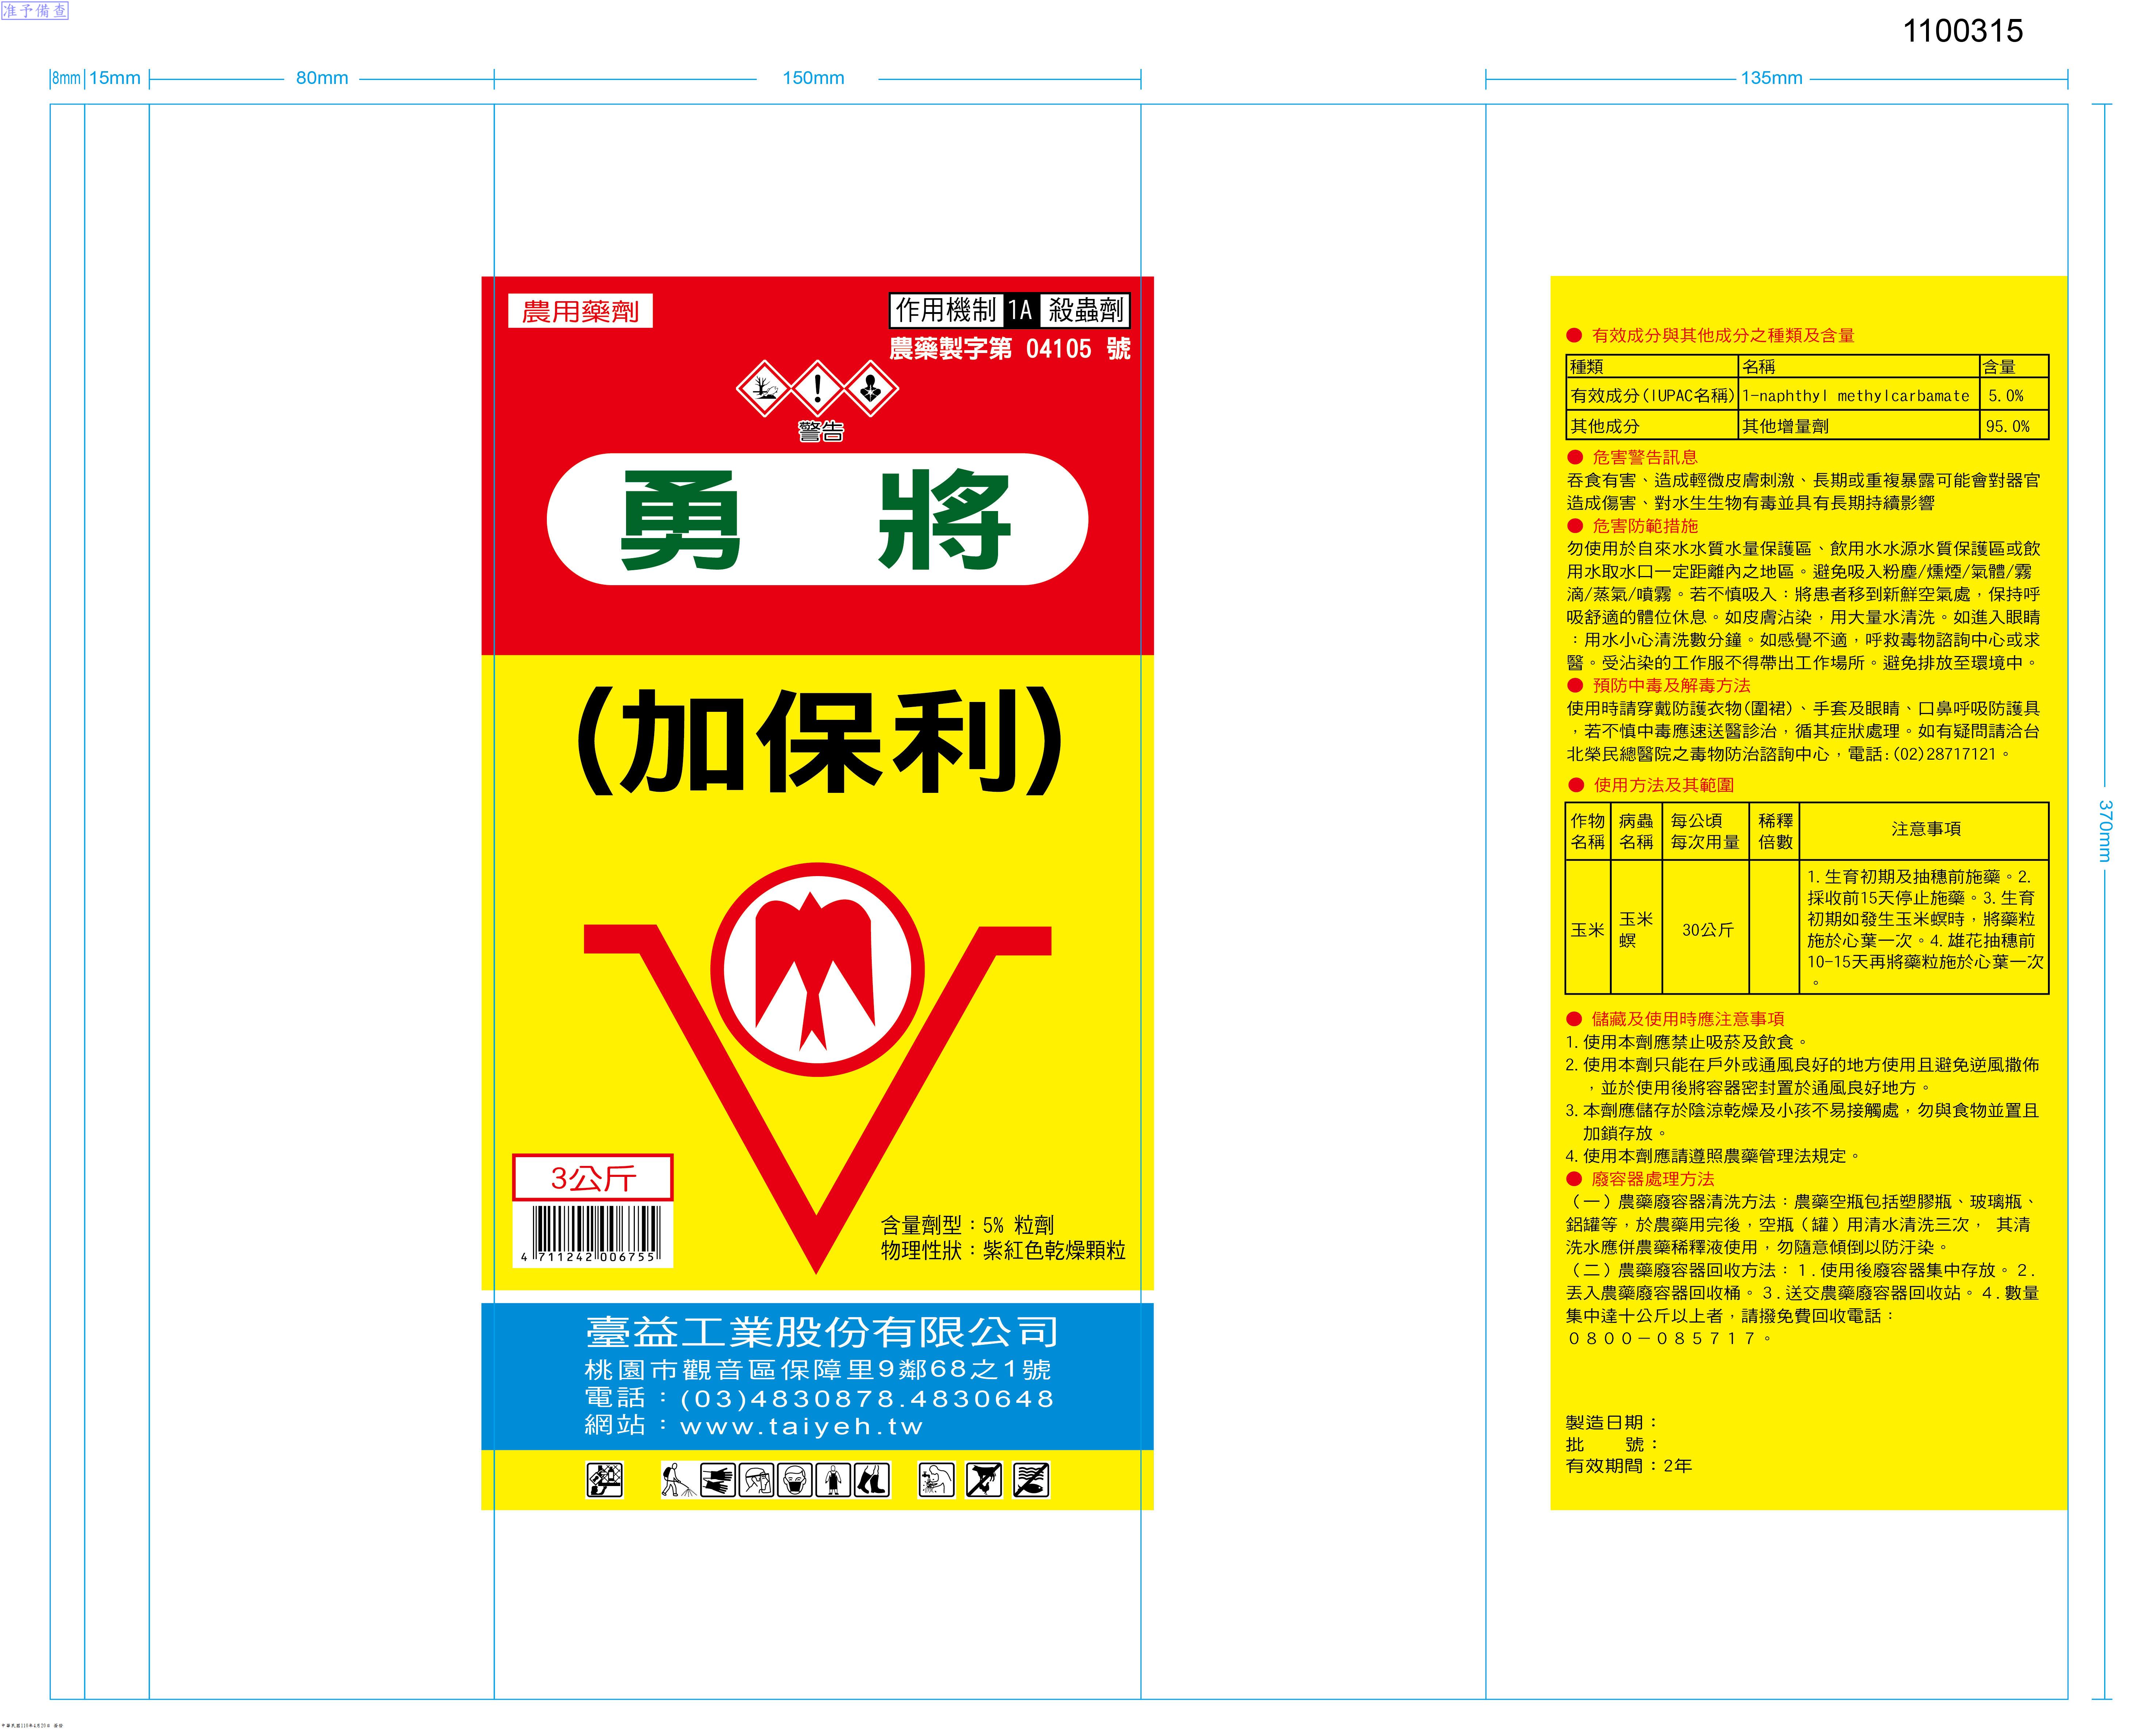 准予備查
1100315
8mm 15mm 80mm 150mm 135mm
370mm
農用藥劑
作用機制 1A 殺蟲劑
農藥製字第 04105 號
警告
勇 將
(加保利)
3公斤
4 711242 006755
含量劑型：5% 粒劑
物理性狀：紫紅色乾燥顆粒
臺益工業股份有限公司
桃園市觀音區保障里9鄰68之1號
電話：(03)4830878.4830648
網站：www.taiyeh.tw
● 有效成分與其他成分之種類及含量
種類 名稱 含量
有效成分(IUPAC名稱) 1-naphthyl methylcarbamate 5.0%
其他成分 其他增量劑 95.0%
● 危害警告訊息
吞食有害、造成輕微皮膚刺激、長期或重複暴露可能會對器官
造成傷害、對水生生物有毒並具有長期持續影響
● 危害防範措施
勿使用於自來水水質水量保護區、飲用水水源水質保護區或飲
用水取水口一定距離內之地區。避免吸入粉塵/燻煙/氣體/霧
滴/蒸氣/噴霧。若不慎吸入：將患者移到新鮮空氣處，保持呼
吸舒適的體位休息。如皮膚沾染，用大量水清洗。如進入眼睛
：用水小心清洗數分鐘。如感覺不適，呼救毒物諮詢中心或求
醫。受沾染的工作服不得帶出工作場所。避免排放至環境中。
● 預防中毒及解毒方法
使用時請穿戴防護衣物(圍裙)、手套及眼睛、口鼻呼吸防護具
，若不慎中毒應速送醫診治，循其症狀處理。如有疑問請洽台
北榮民總醫院之毒物防治諮詢中心，電話:(02)28717121。
● 使用方法及其範圍
作物名稱 病蟲名稱 每公頃每次用量 稀釋倍數 注意事項
玉米 玉米螟 30公斤
1.生育初期及抽穗前施藥。2.
採收前15天停止施藥。3.生育
初期如發生玉米螟時，將藥粒
施於心葉一次。4.雄花抽穗前
10-15天再將藥粒施於心葉一次
。
● 儲藏及使用時應注意事項
1.使用本劑應禁止吸菸及飲食。
2.使用本劑只能在戶外或通風良好的地方使用且避免逆風撒佈
，並於使用後將容器密封置於通風良好地方。
3.本劑應儲存於陰涼乾燥及小孩不易接觸處，勿與食物並置且
加鎖存放。
4.使用本劑應請遵照農藥管理法規定。
● 廢容器處理方法
（一）農藥廢容器清洗方法：農藥空瓶包括塑膠瓶、玻璃瓶、
鋁罐等，於農藥用完後，空瓶（罐）用清水清洗三次， 其清
洗水應併農藥稀釋液使用，勿隨意傾倒以防汙染。
（二）農藥廢容器回收方法：１.使用後廢容器集中存放。２.
丟入農藥廢容器回收桶。３.送交農藥廢容器回收站。４.數量
集中達十公斤以上者，請撥免費回收電話：
０８００－０８５７１７。
製造日期：
批 號：
有效期間：2年